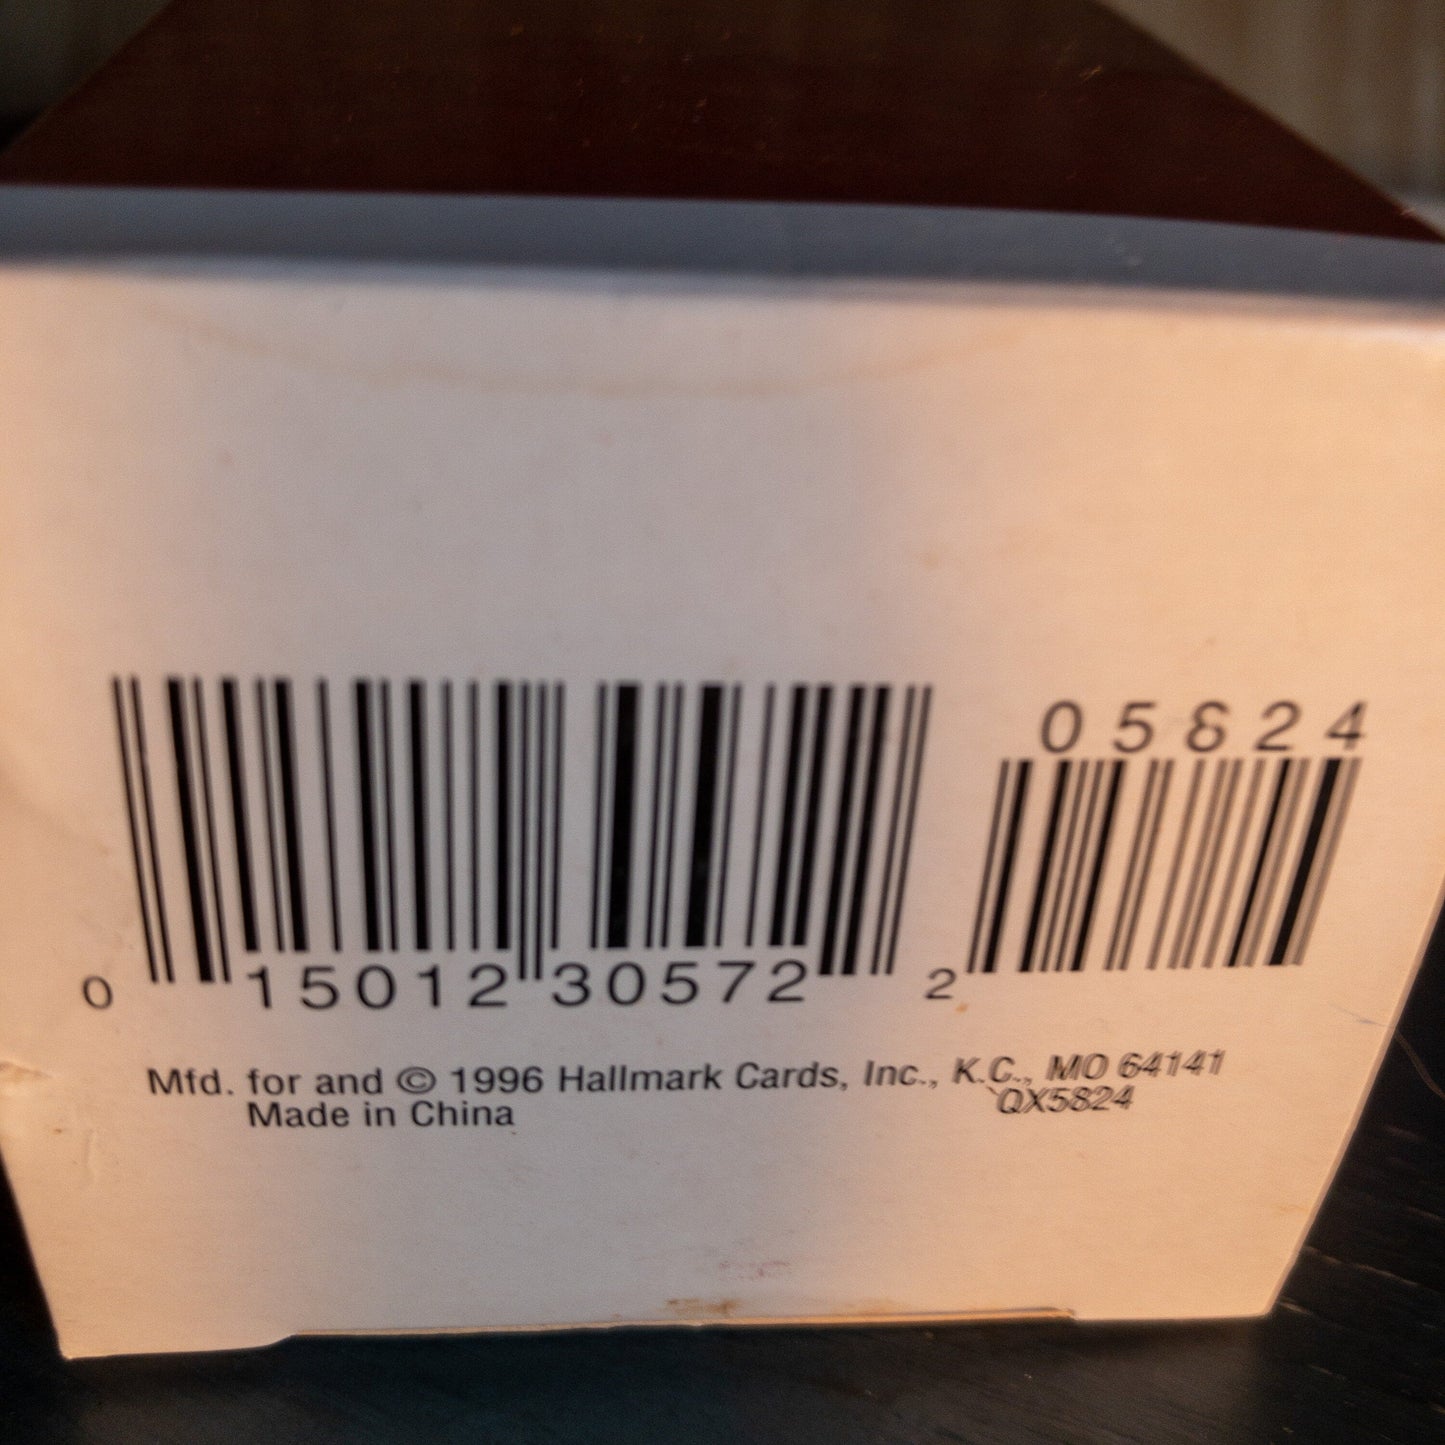 05824
0 15012 30572 2
Mfd. for and © 1996 Hallmark Cards, Inc., K.C., MO 64141
Made in China QX5824